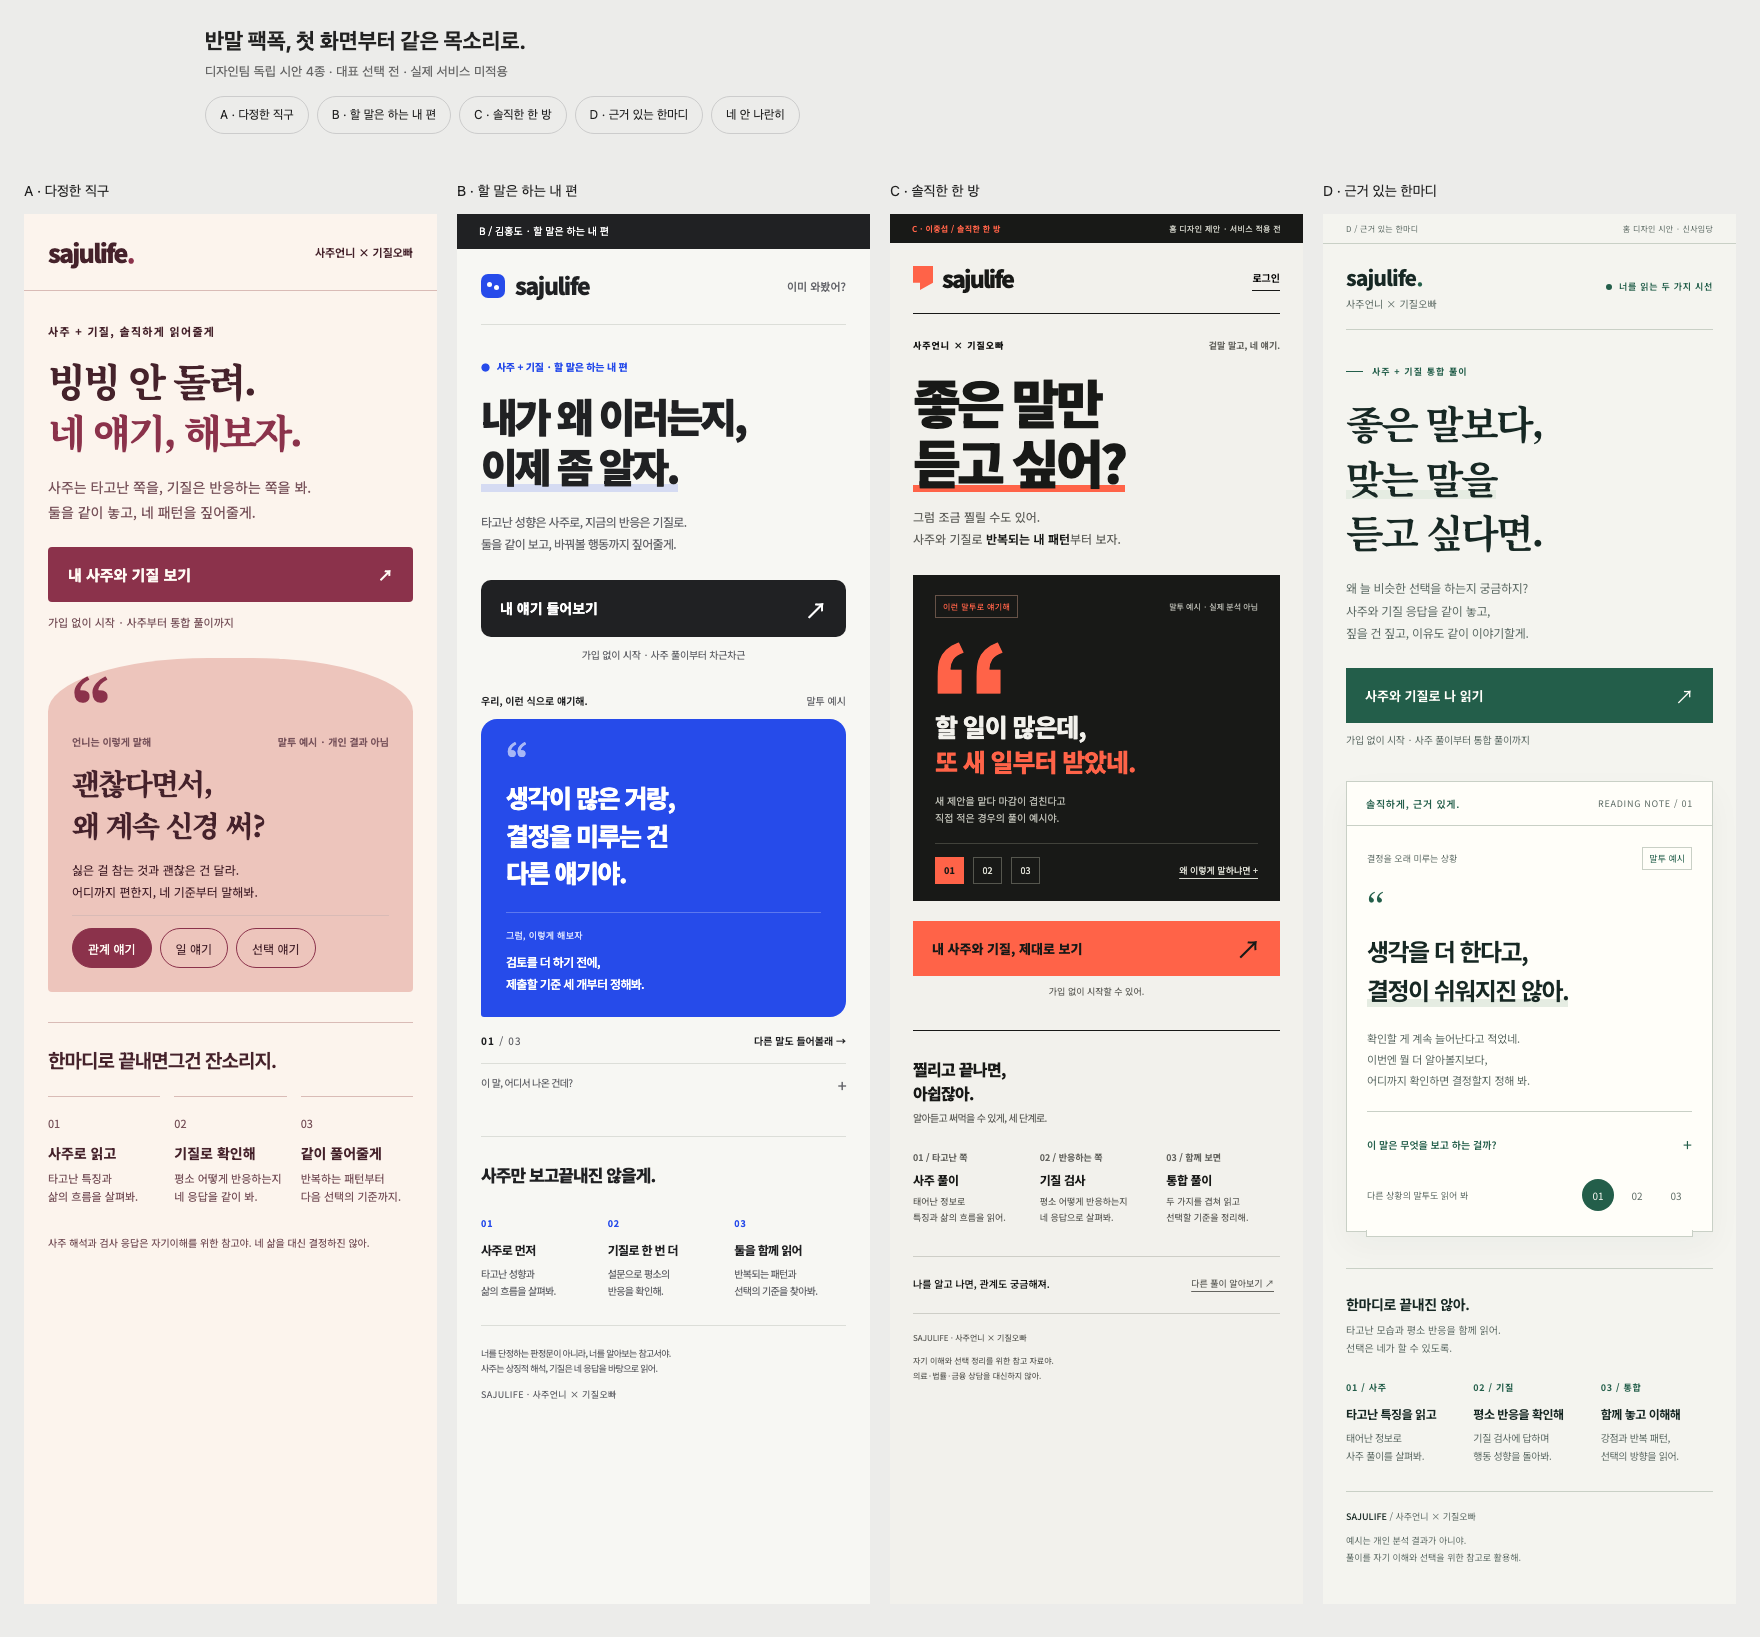 반말 팩폭, 첫 화면부터 같은 목소리로.
디자인팀 독립 시안 4종 · 대표 선택 전 · 실제 서비스 미적용
A · 다정한 직구
B · 할 말은 하는 내 편
C · 솔직한 한 방
D · 근거 있는 한마디
네 안 나란히
A · 다정한 직구
sajulife.
사주언니 × 기질오빠
사주 + 기질, 솔직하게 읽어줄게
빙빙 안 돌려.
네 얘기, 해보자.
사주는 타고난 쪽을, 기질은 반응하는 쪽을 봐.
둘을 같이 놓고, 네 패턴을 짚어줄게.
내 사주와 기질 보기 ↗
가입 없이 시작 · 사주부터 통합 풀이까지
“
언니는 이렇게 말해
말투 예시 · 개인 결과 아님
괜찮다면서,
왜 계속 신경 써?
싫은 걸 참는 것과 괜찮은 건 달라.
어디까지 편한지, 네 기준부터 말해봐.
관계 얘기
일 얘기
선택 얘기
한마디로 끝내면그건 잔소리지.
01
사주로 읽고
타고난 특징과
삶의 흐름을 살펴봐.
02
기질로 확인해
평소 어떻게 반응하는지
네 응답을 같이 봐.
03
같이 풀어줄게
반복하는 패턴부터
다음 선택의 기준까지.
사주 해석과 검사 응답은 자기이해를 위한 참고야. 네 삶을 대신 결정하진 않아.
B · 할 말은 하는 내 편
B / 김홍도 · 할 말은 하는 내 편
sajulife
이미 와봤어?
사주 + 기질 · 할 말은 하는 내 편
내가 왜 이러는지,
이제 좀 알자.
타고난 성향은 사주로, 지금의 반응은 기질로.
둘을 같이 보고, 바꿔볼 행동까지 짚어줄게.
내 얘기 들어보기 ↗
가입 없이 시작 · 사주 풀이부터 차근차근
우리, 이런 식으로 얘기해.
말투 예시
“
생각이 많은 거랑,
결정을 미루는 건
다른 얘기야.
그럼, 이렇게 해보자
검토를 더 하기 전에,
제출할 기준 세 개부터 정해봐.
01 / 03
다른 말도 들어볼래 →
이 말, 어디서 나온 건데? +
사주만 보고끝내진 않을게.
01
사주로 먼저
타고난 성향과
삶의 흐름을 살펴봐.
02
기질로 한 번 더
설문으로 평소의
반응을 확인해.
03
둘을 함께 읽어
반복되는 패턴과
선택의 기준을 찾아봐.
너를 단정하는 판정문이 아니라, 너를 알아보는 참고서야.
사주는 상징적 해석, 기질은 네 응답을 바탕으로 읽어.
SAJULIFE · 사주언니 × 기질오빠
C · 솔직한 한 방
C · 이중섭 / 솔직한 한 방
홈 디자인 제안 · 서비스 적용 전
sajulife
로그인
사주언니 × 기질오빠
겉말 말고, 네 얘기.
좋은 말만
듣고 싶어?
그럼 조금 찔릴 수도 있어.
사주와 기질로 반복되는 내 패턴부터 보자.
이런 말투로 얘기해
말투 예시 · 실제 분석 아님
“
할 일이 많은데,
또 새 일부터 받았네.
새 제안을 맡다 마감이 겹친다고
직접 적은 경우의 풀이 예시야.
01
02
03
왜 이렇게 말하냐면 +
내 사주와 기질, 제대로 보기 ↗
가입 없이 시작할 수 있어.
찔리고 끝나면,
아쉽잖아.
알아듣고 써먹을 수 있게, 세 단계로.
01 / 타고난 쪽
사주 풀이
태어난 정보로
특징과 삶의 흐름을 읽어.
02 / 반응하는 쪽
기질 검사
평소 어떻게 반응하는지
네 응답으로 살펴봐.
03 / 함께 보면
통합 풀이
두 가지를 겹쳐 읽고
선택할 기준을 정리해.
나를 알고 나면, 관계도 궁금해져.
다른 풀이 알아보기 ↗
SAJULIFE · 사주언니 × 기질오빠
자기 이해와 선택 정리를 위한 참고 자료야.
의료·법률·금융 상담을 대신하지 않아.
D · 근거 있는 한마디
D / 근거 있는 한마디
홈 디자인 시안 · 신사임당
sajulife.
사주언니 × 기질오빠
너를 읽는 두 가지 시선
사주 + 기질 통합 풀이
좋은 말보다,
맞는 말을
듣고 싶다면.
왜 늘 비슷한 선택을 하는지 궁금하지?
사주와 기질 응답을 같이 놓고,
짚을 건 짚고, 이유도 같이 이야기할게.
사주와 기질로 나 읽기 ↗
가입 없이 시작 · 사주 풀이부터 통합 풀이까지
솔직하게, 근거 있게.
READING NOTE / 01
결정을 오래 미루는 상황
말투 예시
“
생각을 더 한다고,
결정이 쉬워지진 않아.
확인할 게 계속 늘어난다고 적었네.
이번엔 뭘 더 알아볼지보다,
어디까지 확인하면 결정할지 정해 봐.
이 말은 무엇을 보고 하는 걸까? +
다른 상황의 말투도 읽어 봐
01
02
03
한마디로 끝내진 않아.
타고난 모습과 평소 반응을 함께 읽어.
선택은 네가 할 수 있도록.
01 / 사주
타고난 특징을 읽고
태어난 정보로
사주 풀이를 살펴봐.
02 / 기질
평소 반응을 확인해
기질 검사에 답하며
행동 성향을 돌아봐.
03 / 통합
함께 놓고 이해해
강점과 반복 패턴,
선택의 방향을 읽어.
SAJULIFE / 사주언니 × 기질오빠
예시는 개인 분석 결과가 아니야.
풀이를 자기 이해와 선택을 위한 참고로 활용해.